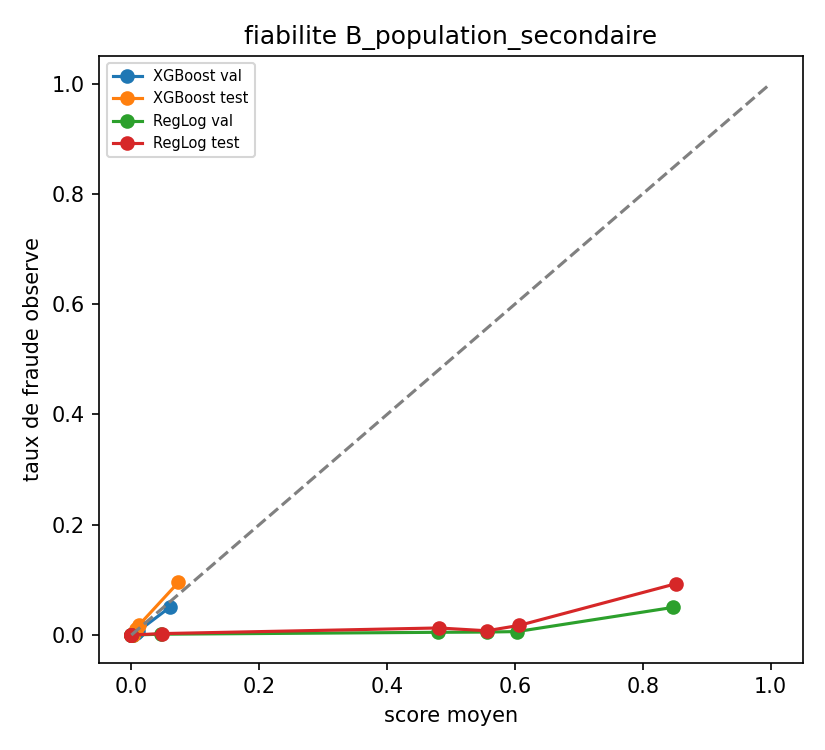 fiabilite B_population_secondaire
XGBoost val
XGBoost test
RegLog val
RegLog test
taux de fraude observe
1.0
0.8
0.6
0.4
0.2
0.0
0.0 0.2 0.4 0.6 0.8 1.0
score moyen